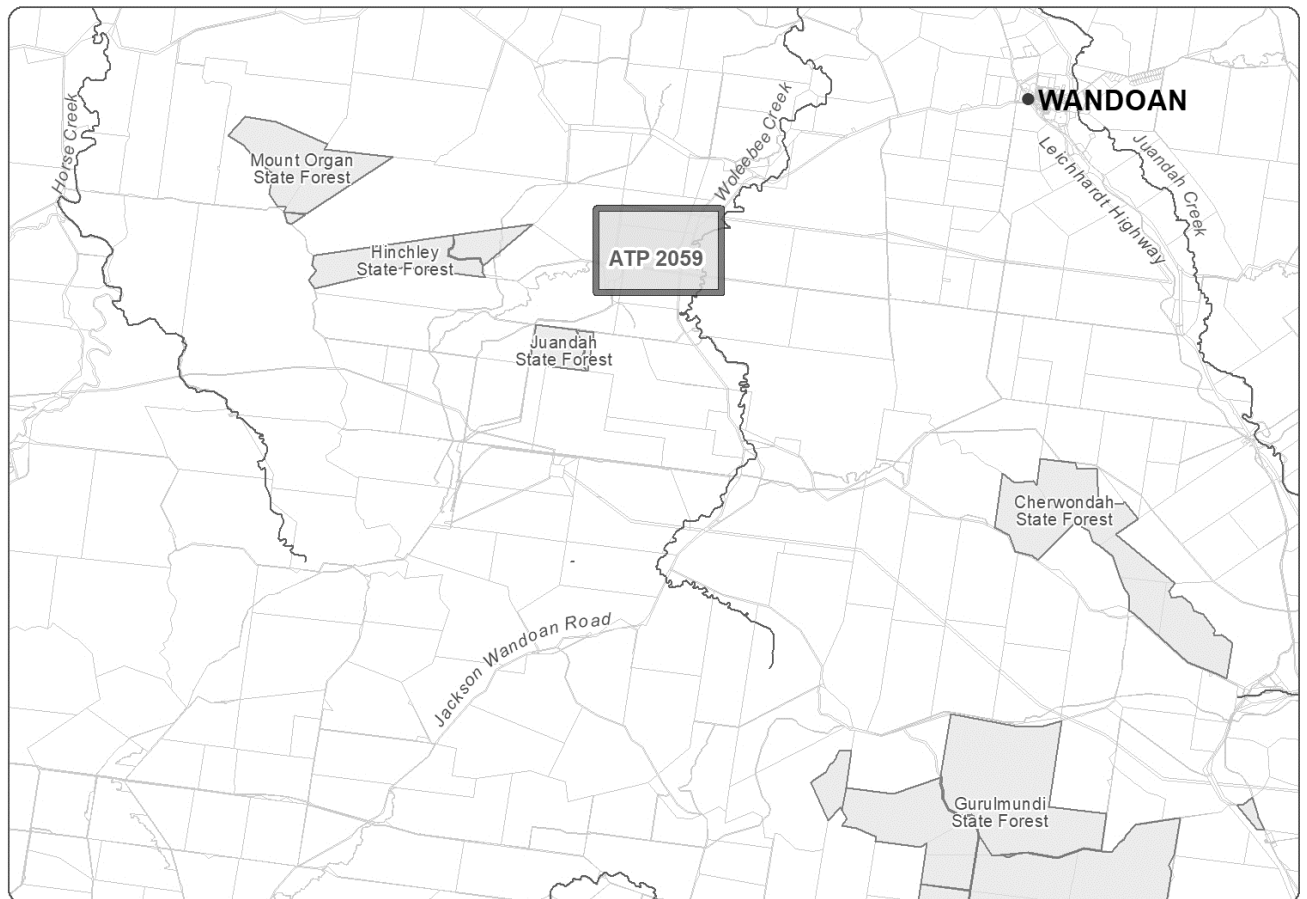 WANDOAN
Horse Creek
Woleebee Creek
Juandah Creek
Leichhardt Highway
Mount Organ
State Forest
Hinchley
State Forest
ATP 2059
Juandah
State Forest
Cherwondah
State Forest
Jackson Wandoan Road
Gurulmundi
State Forest